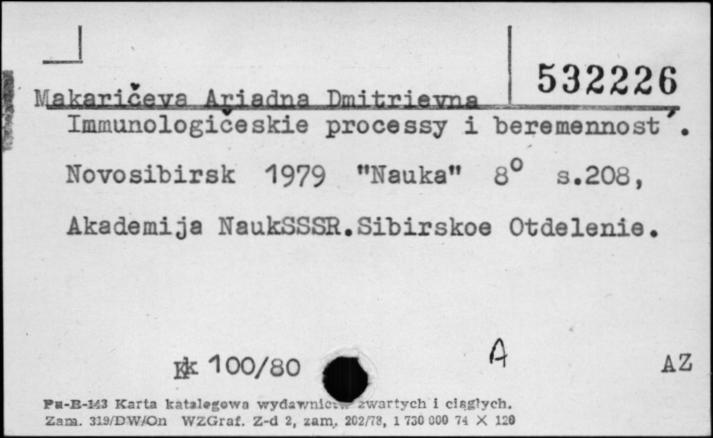 532226
Makaričeva Ariadna Dmitrievna
Immunologičeskie processy i beremennost´.
Novosibirsk 1979 "Nauka" 8° s.208,
Akademija NaukSSSR.Sibirskoe Otdelenie.
kk 100/80 A AZ
Pu-B-143 Karta katalogowa wydawnictw zwartych i ciągłych.
Zam. 319/DW/On WZGraf. Z-d 2, zam. 202/78, 1 730 000 74 X 120